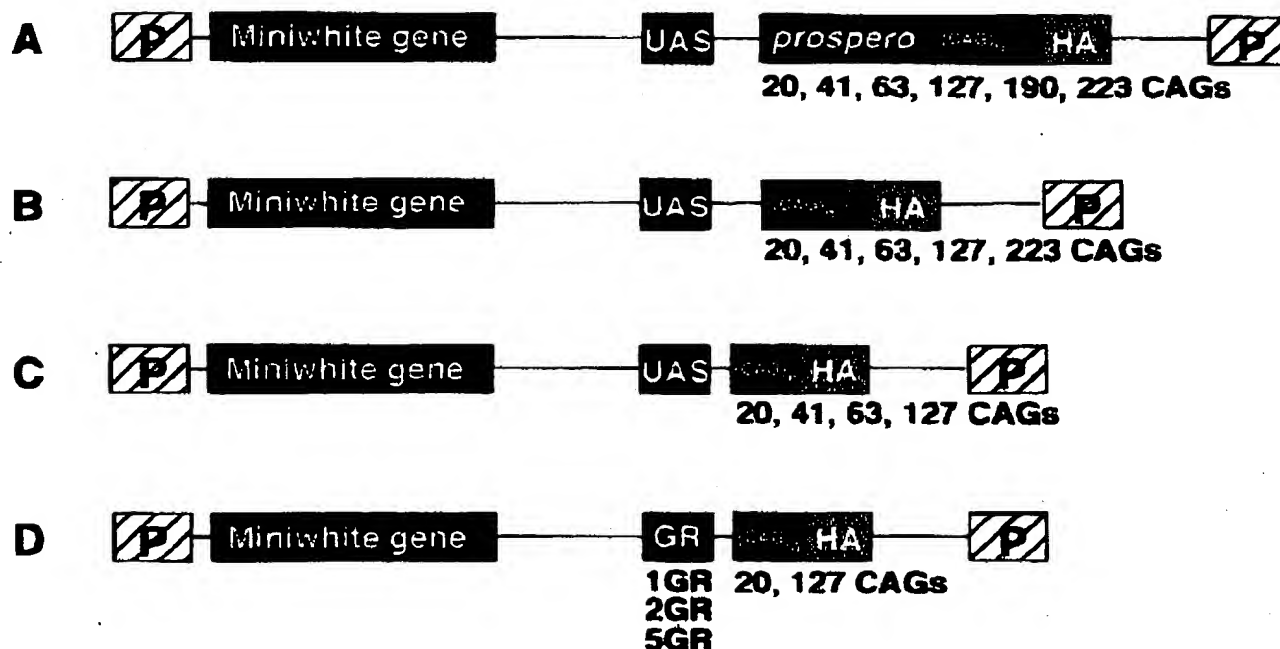 A P Miniwhite gene UAS prospero (CAG)n HA P
20, 41, 63, 127, 190, 223 CAGs
B P Miniwhite gene UAS HA P
20, 41, 63, 127, 223 CAGs
C P Miniwhite gene UAS HA P
20, 41, 63, 127 CAGs
D P Miniwhite gene GR HA P
1GR 20, 127 CAGs
2GR
5GR